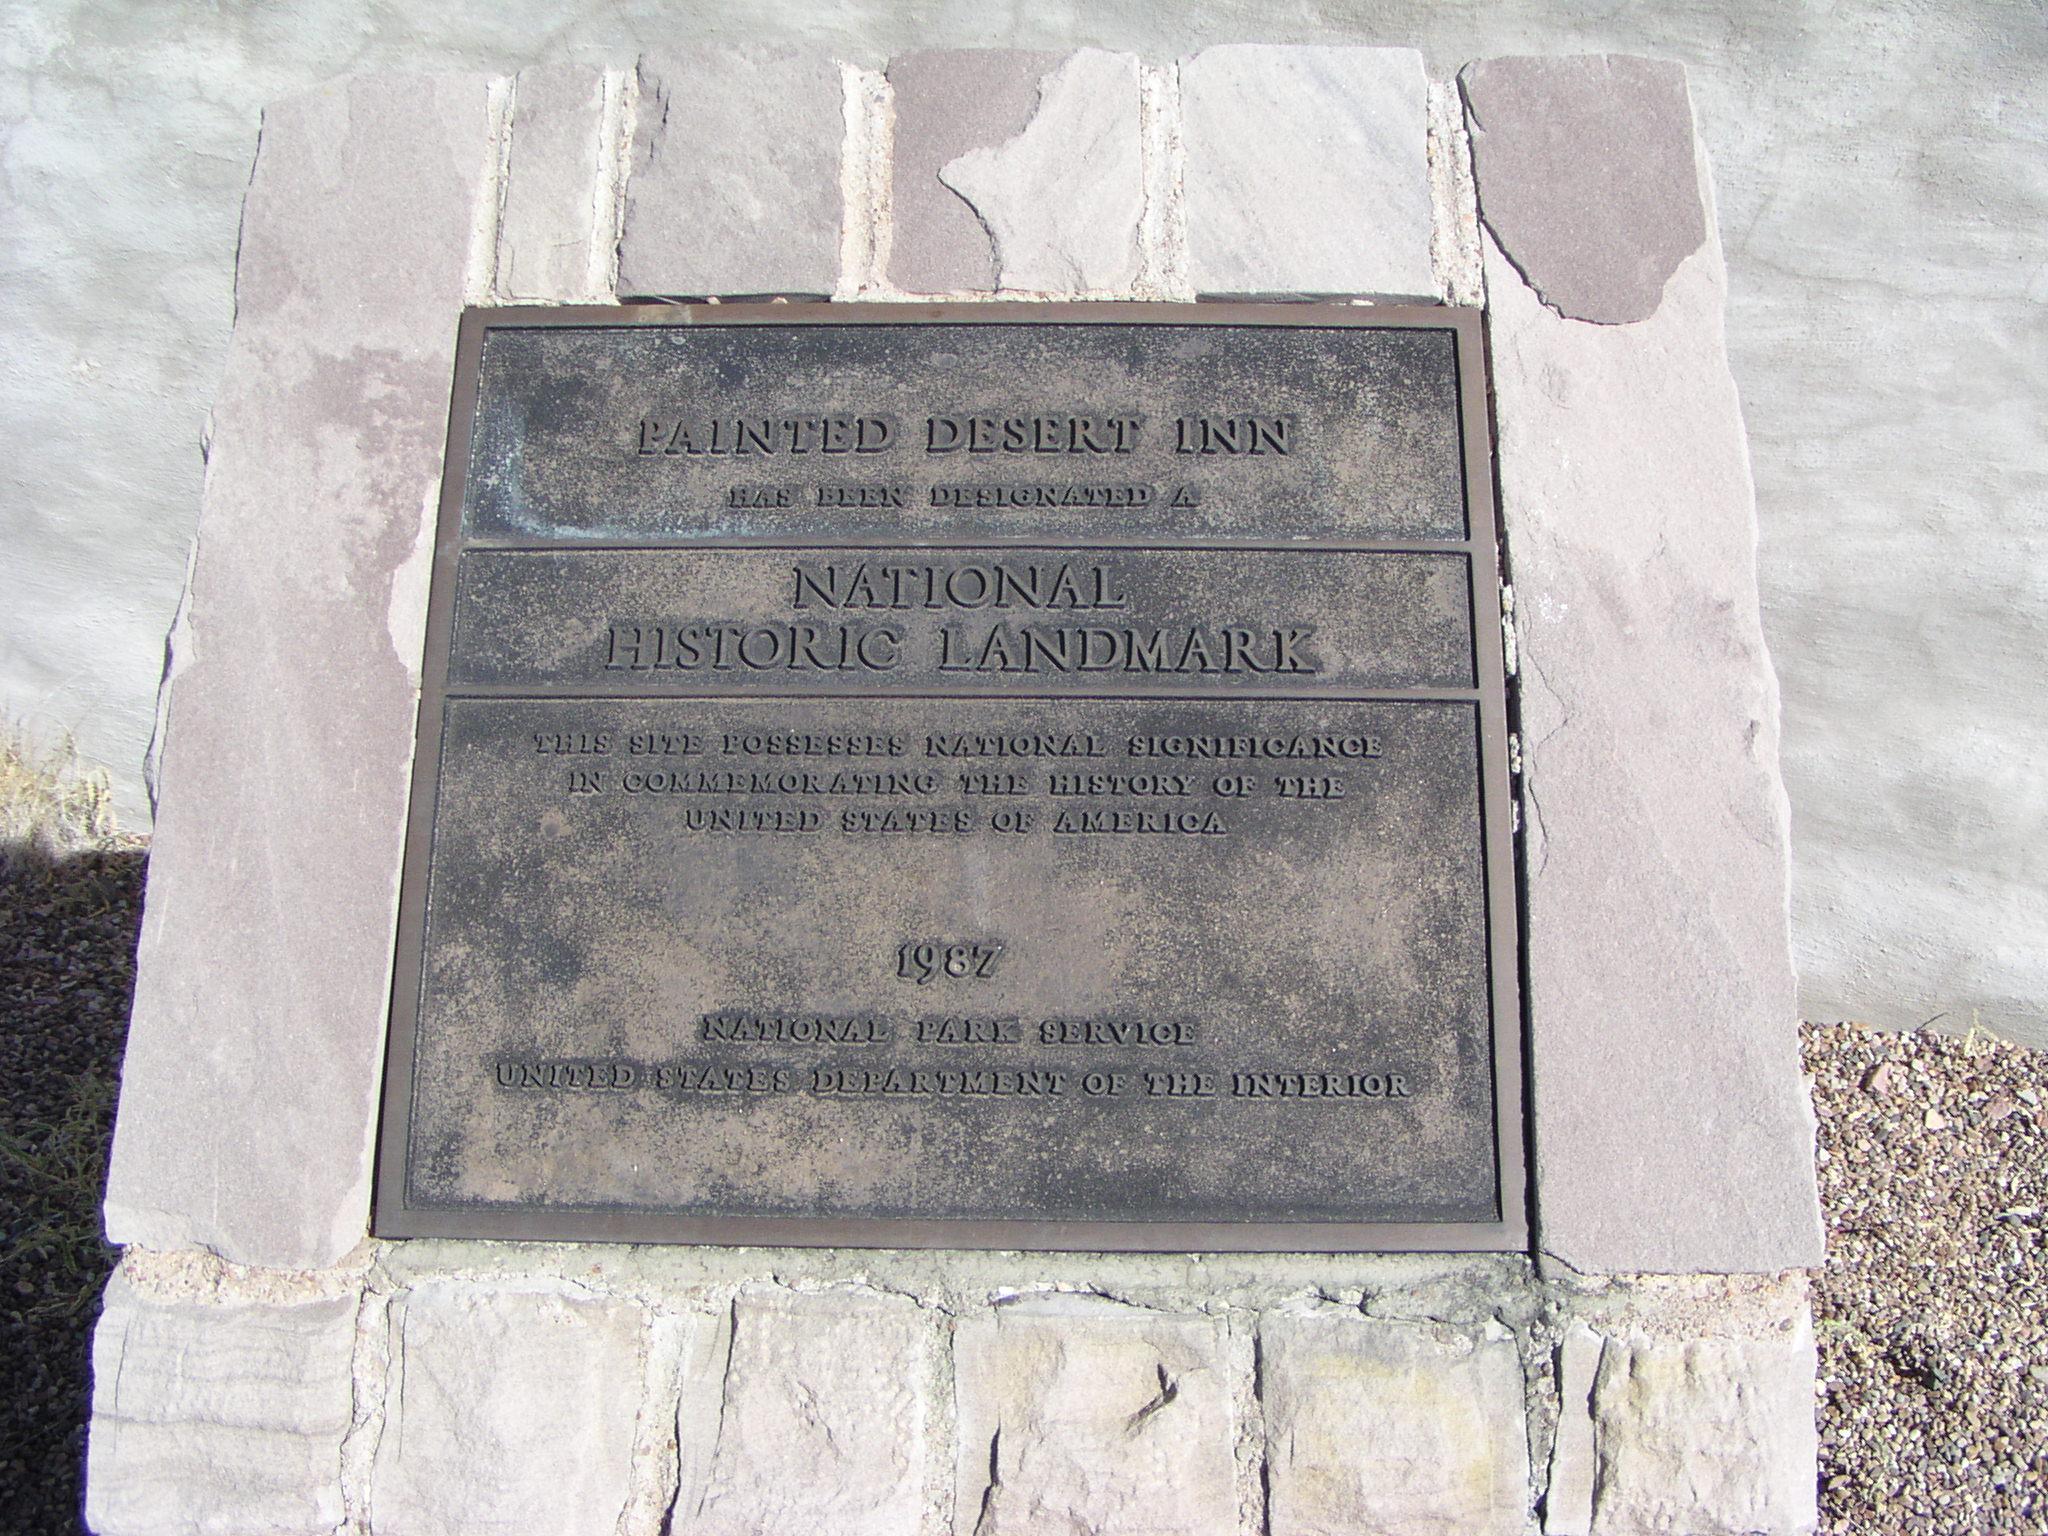 PAINTED DESERT INN
HAS BEEN DESIGNATED A
NATIONAL
HISTORIC LANDMARK
THIS SITE POSSESSES NATIONAL SIGNIFICANCE
IN COMMEMORATING THE HISTORY OF THE
UNITED STATES OF AMERICA
1987
NATIONAL PARK SERVICE
UNITED STATES DEPARTMENT OF THE INTERIOR